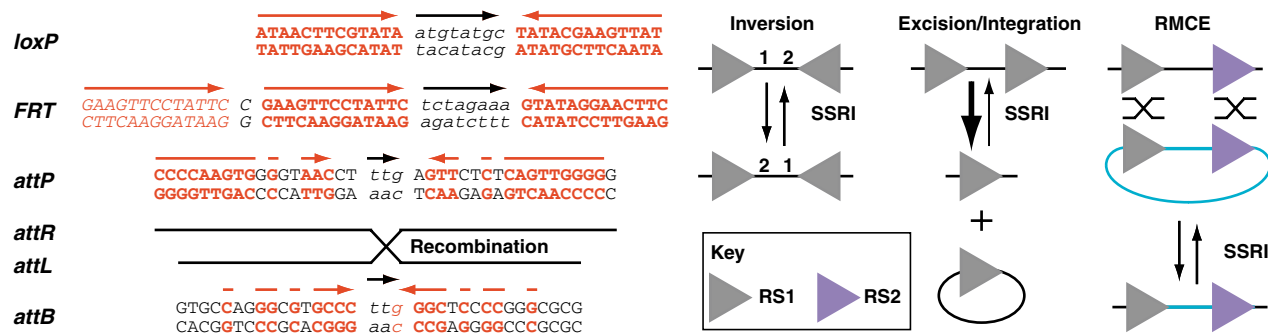 loxP
ATAACTTCGTATA atgtatgc TATACGAAGTTAT
TATTGAAGCATAT tacatacg ATATGCTTCAATA
FRT
GAAGTTCCTATTC C GAAGTTCCTATTC tctagaaa GTATAGGAACTTC
CTTCAAGGATAAG G CTTCAAGGATAAG agatcttt CATATCCTTGAAG
attP
CCCCAAGTGGGGTAACCT ttg AGTTCTCTCAGTTGGGGG
GGGGTTGACCCCATTGGA aac TCAAGAGAGTCAACCCCC
attR
Recombination
attL
attB
GTGCCAGGGCGTGCCC ttg GGCTCCCCGGGCGCG
CACGGTCCCGCACGGG aac CCGAGGGGCCCGCGC
Inversion
1 2
SSRI
2 1
Excision/Integration
SSRI
+
RMCE
SSRI
Key
RS1
RS2